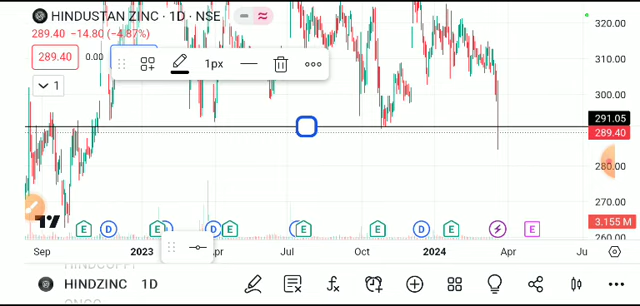 HINDUSTAN ZINC · 1D · NSE
289.40 −14.80 (−4.87%)
289.40
0.00
1px
1
320.00
310.00
300.00
291.05
289.40
280.00
270.00
3.155 M
260.00
E D E E E D E E
Sep 2023 Apr Jul Oct 2024 Apr
HINDCOPP
HINDZINC 1D
ONGC